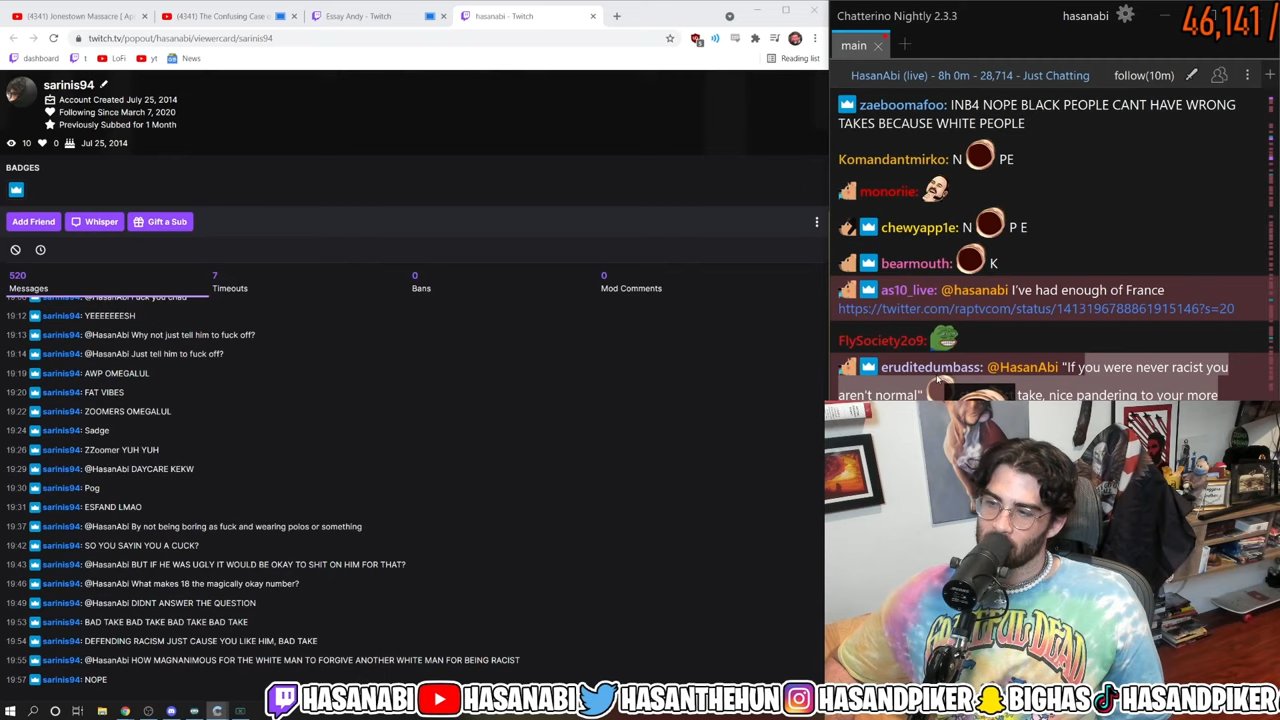 (4341) Jonestown Massacre [ Ap
(4341) The Confusing Case o
Essay Andy - Twitch
hasanabi - Twitch
twitch.tv/popout/hasanabi/viewercard/sarinis94
dashboard
t
LoFi
yt
News
Reading list
sarinis94
Account Created July 25, 2014
Following Since March 7, 2020
Previously Subbed for 1 Month
10 0 Jul 25, 2014
BADGES
Add Friend Whisper Gift a Sub
520 7 0 0
Messages Timeouts Bans Mod Comments
sarinis94: @HasanAbi Fuck you chad
19:12 sarinis94: YEEEEEESH
19:13 sarinis94: @HasanAbi Why not just tell him to fuck off?
19:14 sarinis94: @HasanAbi Just tell him to fuck off?
19:19 sarinis94: AWP OMEGALUL
19:20 sarinis94: FAT VIBES
19:22 sarinis94: ZOOMERS OMEGALUL
19:24 sarinis94: Sadge
19:26 sarinis94: ZZoomer YUH YUH
19:29 sarinis94: @HasanAbi DAYCARE KEKW
19:30 sarinis94: Pog
19:31 sarinis94: ESFAND LMAO
19:37 sarinis94: @HasanAbi By not being boring as fuck and wearing polos or something
19:42 sarinis94: SO YOU SAYIN YOU A CUCK?
19:43 sarinis94: @HasanAbi BUT IF HE WAS UGLY IT WOULD BE OKAY TO SHIT ON HIM FOR THAT?
19:46 sarinis94: @HasanAbi What makes 18 the magically okay number?
19:49 sarinis94: @HasanAbi DIDNT ANSWER THE QUESTION
19:53 sarinis94: BAD TAKE BAD TAKE BAD TAKE BAD TAKE
19:54 sarinis94: DEFENDING RACISM JUST CAUSE YOU LIKE HIM, BAD TAKE
19:55 sarinis94: @HasanAbi HOW MAGNANIMOUS FOR THE WHITE MAN TO FORGIVE ANOTHER WHITE MAN FOR BEING RACIST
19:57 sarinis94: NOPE
Chatterino Nightly 2.3.3
hasanabi
46,141 /
main
HasanAbi (live) - 8h 0m - 28,714 - Just Chatting
follow(10m)
zaeboomafoo: INB4 NOPE BLACK PEOPLE CANT HAVE WRONG
TAKES BECAUSE WHITE PEOPLE
Komandantmirko: N PE
monoriie:
chewyapp1e: N P E
bearmouth: K
as10_live: @hasanabi I've had enough of France
https://twitter.com/raptvcom/status/1413196788861915146?s=20
FlySociety2o9:
eruditedumbass: @HasanAbi "If you were never racist you
aren't normal" take, nice pandering to your more
HASANABI HASANABI HASANTHEHUN HASANDPIKER BIGHAS HASANDPIKER